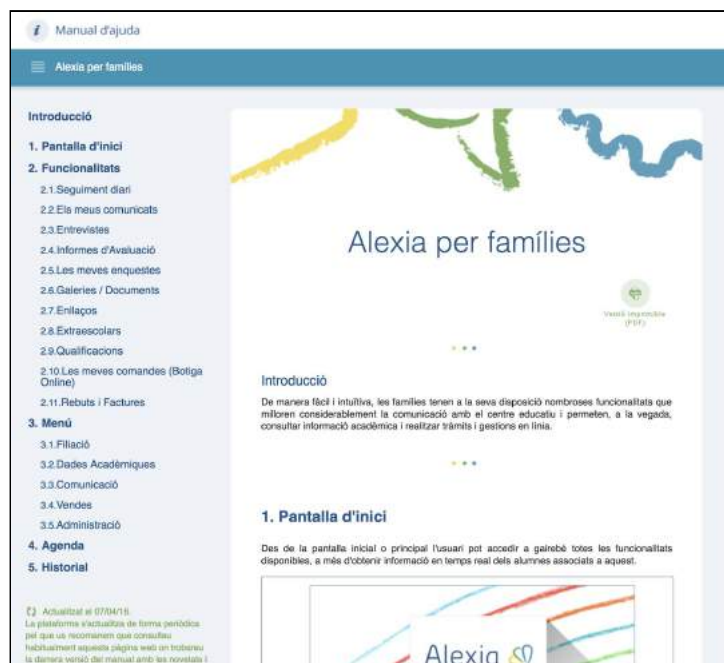 i Manual d'ajuda
Alexia per famílies
Introducció
1. Pantalla d'inici
2. Funcionalitats
2.1.Seguiment diari
2.2.Els meus comunicats
2.3.Entrevistes
2.4.Informes d'Avaluació
2.5.Les meves enquestes
2.6.Galeries / Documents
2.7.Enllaços
2.8.Extraescolars
2.9.Qualificacions
2.10.Les meves comandes (Botiga
Online)
2.11.Rebuts i Factures
3. Menú
3.1.Filiació
3.2.Dades Acadèmiques
3.3.Comunicació
3.4.Vendes
3.5.Administració
4. Agenda
5. Historial
Actualitzat el 07/04/16.
La plataforma s'actualitza de forma periòdica
pel que us recomanem que consulteu
habitualment aquesta pàgina web on trobareu
la darrera versió del manual amb les novetats i
Alexia per famílies
Versió imprimible
(PDF)
Introducció
De manera fàcil i intuïtiva, les famílies tenen a la seva disposició nombroses funcionalitats que
milloren considerablement la comunicació amb el centre educatiu i permeten, a la vegada,
consultar informació acadèmica i realitzar tràmits i gestions en línia.
1. Pantalla d'inici
Des de la pantalla inicial o principal l'usuari pot accedir a gairebé totes les funcionalitats
disponibles, a més d'obtenir informació en temps real dels alumnes associats a aquest.
Alexia